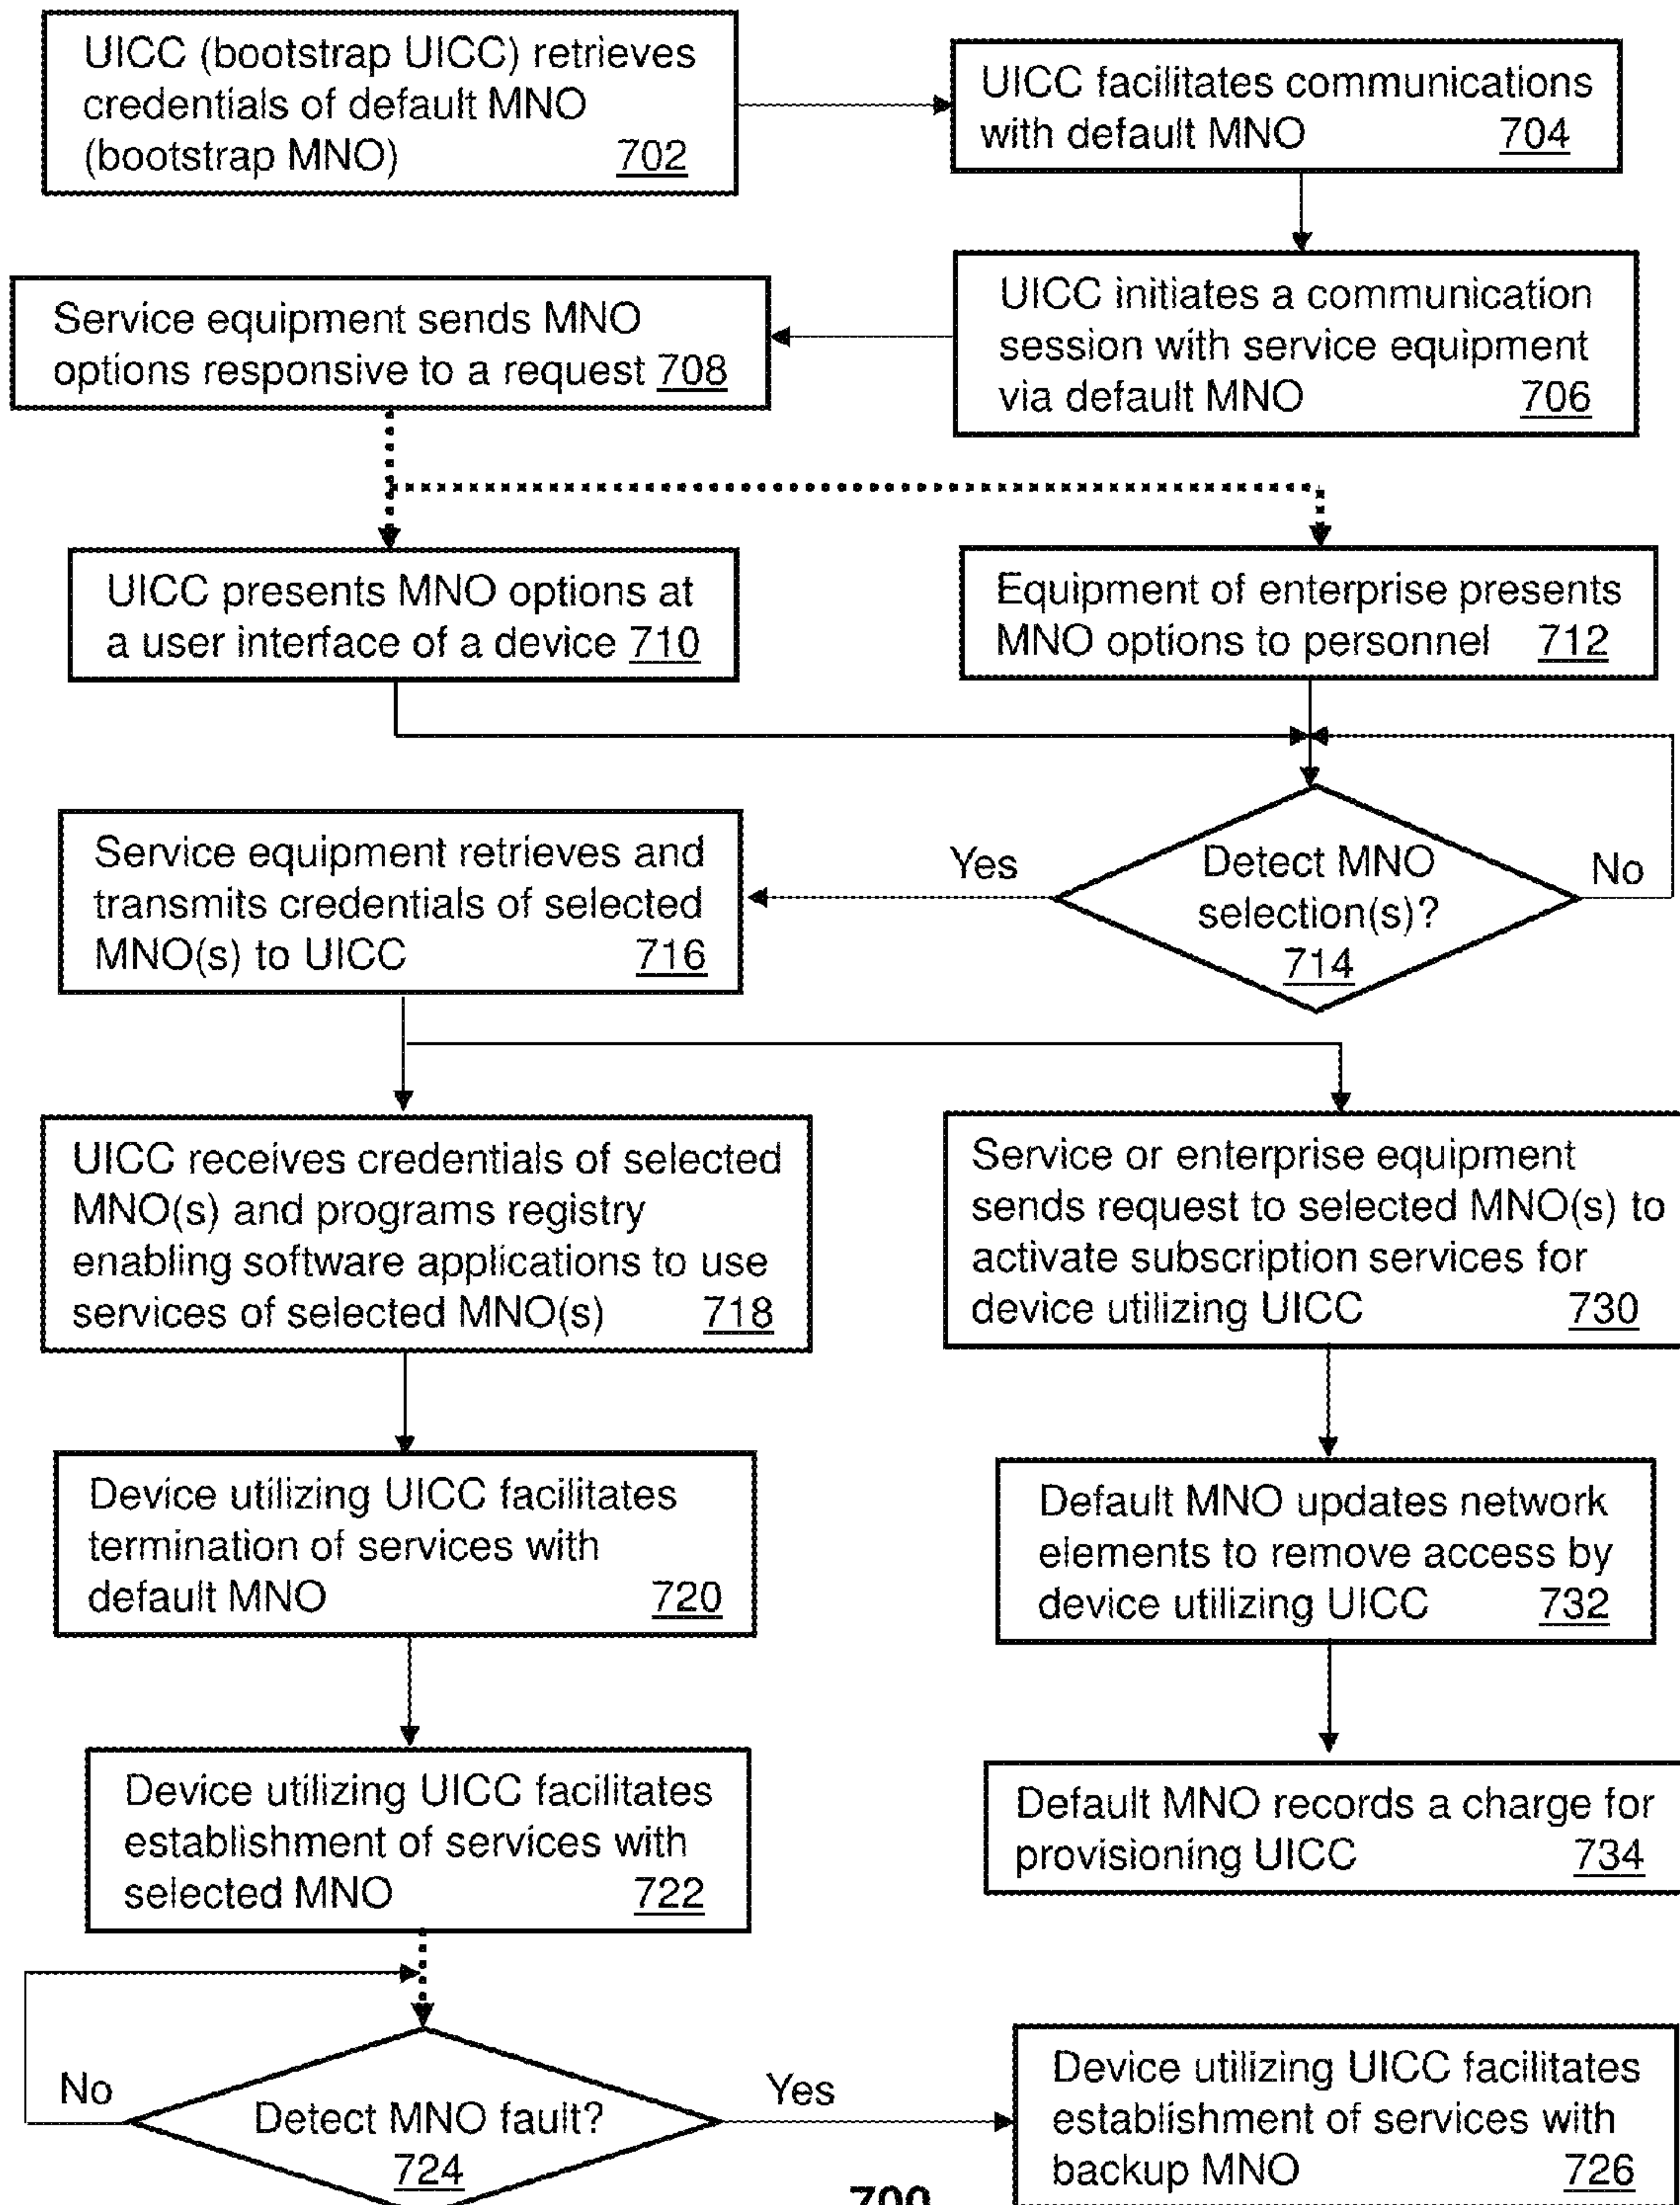 UICC (bootstrap UICC) retrieves
credentials of default MNO
(bootstrap MNO) 702
UICC facilitates communications
with default MNO 704
UICC initiates a communication
session with service equipment
via default MNO 706
Service equipment sends MNO
options responsive to a request 708
UICC presents MNO options at
a user interface of a device 710
Equipment of enterprise presents
MNO options to personnel 712
Detect MNO
selection(s)?
714
No
Yes
Service equipment retrieves and
transmits credentials of selected
MNO(s) to UICC 716
UICC receives credentials of selected
MNO(s) and programs registry
enabling software applications to use
services of selected MNO(s) 718
Service or enterprise equipment
sends request to selected MNO(s) to
activate subscription services for
device utilizing UICC 730
Device utilizing UICC facilitates
termination of services with
default MNO 720
Default MNO updates network
elements to remove access by
device utilizing UICC 732
Device utilizing UICC facilitates
establishment of services with
selected MNO 722
Default MNO records a charge for
provisioning UICC 734
No
Detect MNO fault?
724
Yes
Device utilizing UICC facilitates
establishment of services with
backup MNO 726
700